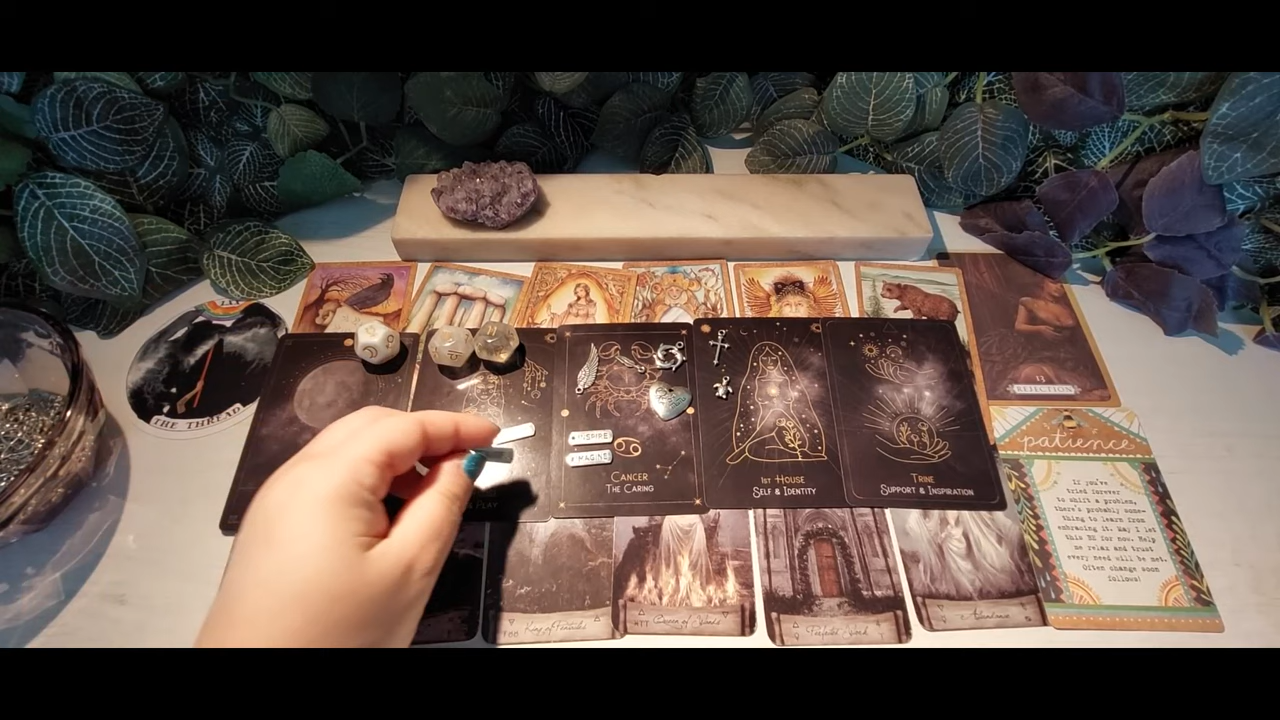 THE THREAD
13
REJECTION
INSPIRE
IMAGINE
PLAY
CANCER
THE CARING
1ST HOUSE
SELF & IDENTITY
TRINE
SUPPORT & INSPIRATION
patience
If you've
tried forever
to shift a problem,
there's probably some-
thing to learn from
embracing it. May I let
this BE for now. Help
me relax and trust
every need will be met.
Often change soon
follows!
King of Pentacles
Queen of Wands
Abundance